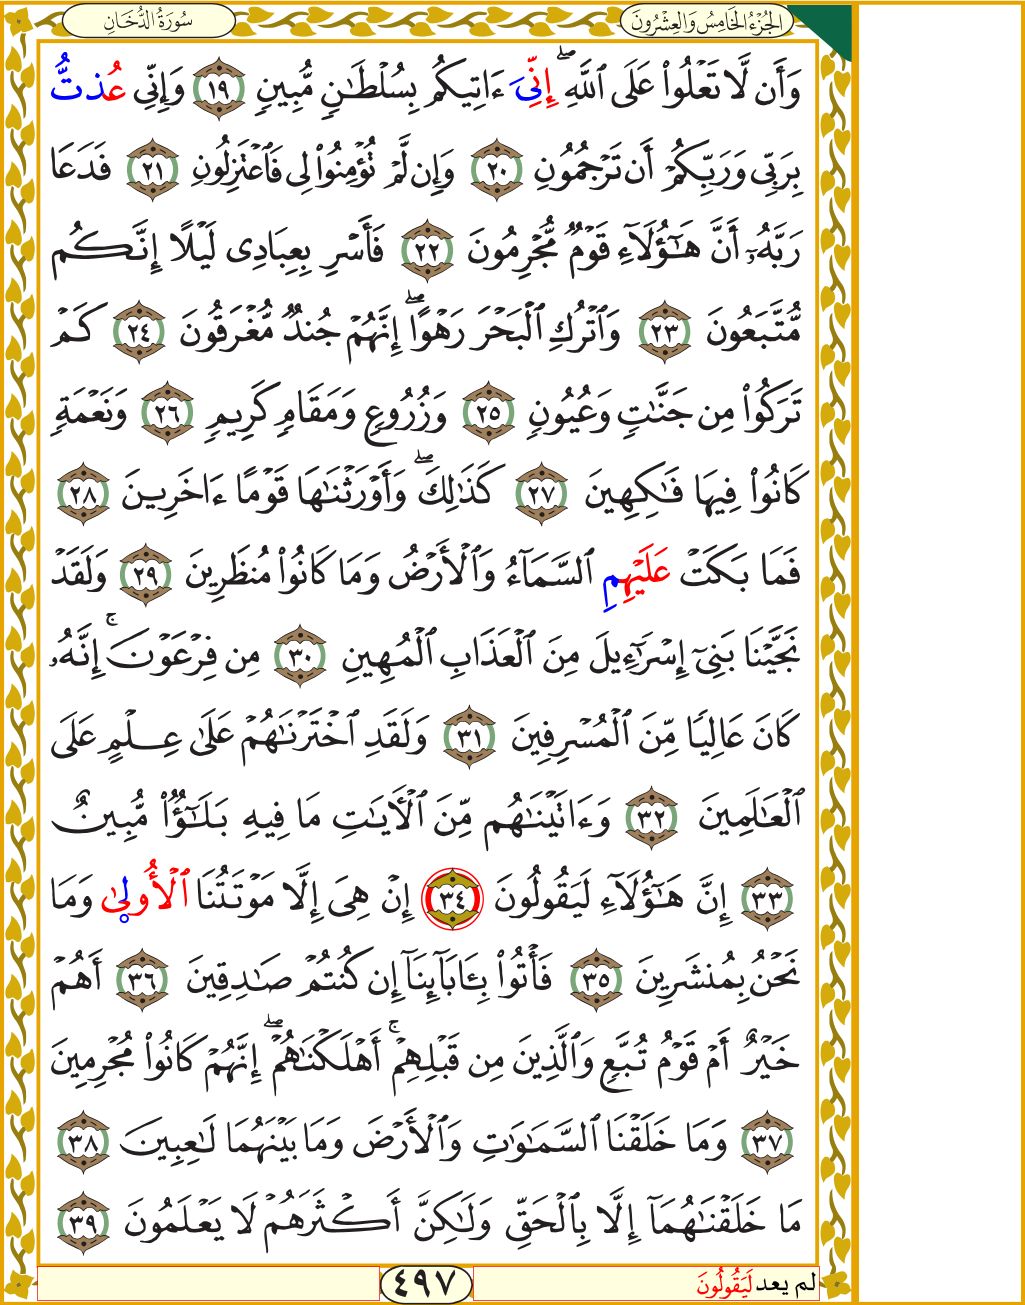 سُورَةُ الدُّخَانِ
الجُزْءُ الخَامِسُ وَالعِشْرُونَ
وَأَن لَّا تَعْلُوا۟ عَلَى ٱللَّهِ ۖ إِنِّىَ ءَاتِيكُم بِسُلْطَـٰنٍ مُّبِينٍ ١٩ وَإِنِّى عُذتُّ
بِرَبِّى وَرَبِّكُمْ أَن تَرْجُمُونِ ٢٠ وَإِن لَّمْ تُؤْمِنُوا۟ لِى فَٱعْتَزِلُونِ ٢١ فَدَعَا
رَبَّهُۥٓ أَنَّ هَـٰٓؤُلَآءِ قَوْمٌ مُّجْرِمُونَ ٢٢ فَأَسْرِ بِعِبَادِى لَيْلًا إِنَّكُم
مُّتَّبَعُونَ ٢٣ وَٱتْرُكِ ٱلْبَحْرَ رَهْوًا ۖ إِنَّهُمْ جُندٌ مُّغْرَقُونَ ٢٤ كَمْ
تَرَكُوا۟ مِن جَنَّـٰتٍ وَعُيُونٍ ٢٥ وَزُرُوعٍ وَمَقَامٍ كَرِيمٍ ٢٦ وَنَعْمَةٍ
كَانُوا۟ فِيهَا فَـٰكِهِينَ ٢٧ كَذَٰلِكَ ۖ وَأَوْرَثْنَـٰهَا قَوْمًا ءَاخَرِينَ ٢٨
فَمَا بَكَتْ عَلَيْهِمِ ٱلسَّمَآءُ وَٱلْأَرْضُ وَمَا كَانُوا۟ مُنظَرِينَ ٢٩ وَلَقَدْ
نَجَّيْنَا بَنِىٓ إِسْرَٰٓءِيلَ مِنَ ٱلْعَذَابِ ٱلْمُهِينِ ٣٠ مِن فِرْعَوْنَ ۚ إِنَّهُۥ
كَانَ عَالِيًا مِّنَ ٱلْمُسْرِفِينَ ٣١ وَلَقَدِ ٱخْتَرْنَـٰهُمْ عَلَىٰ عِلْمٍ عَلَى
ٱلْعَـٰلَمِينَ ٣٢ وَءَاتَيْنَـٰهُم مِّنَ ٱلْـَٔايَـٰتِ مَا فِيهِ بَلَـٰٓؤٌا۟ مُّبِينٌ
٣٣ إِنَّ هَـٰٓؤُلَآءِ لَيَقُولُونَ ٣٤ إِنْ هِىَ إِلَّا مَوْتَتُنَا ٱلْأُولَىٰ وَمَا
نَحْنُ بِمُنشَرِينَ ٣٥ فَأْتُوا۟ بِـَٔابَآئِنَآ إِن كُنتُمْ صَـٰدِقِينَ ٣٦ أَهُمْ
خَيْرٌ أَمْ قَوْمُ تُبَّعٍ وَٱلَّذِينَ مِن قَبْلِهِمْ ۚ أَهْلَكْنَـٰهُمْ ۖ إِنَّهُمْ كَانُوا۟ مُجْرِمِينَ
٣٧ وَمَا خَلَقْنَا ٱلسَّمَـٰوَٰتِ وَٱلْأَرْضَ وَمَا بَيْنَهُمَا لَـٰعِبِينَ ٣٨
مَا خَلَقْنَـٰهُمَآ إِلَّا بِٱلْحَقِّ وَلَـٰكِنَّ أَكْثَرَهُمْ لَا يَعْلَمُونَ ٣٩
لم يعد لَيَقُولُونَ
٤٩٧